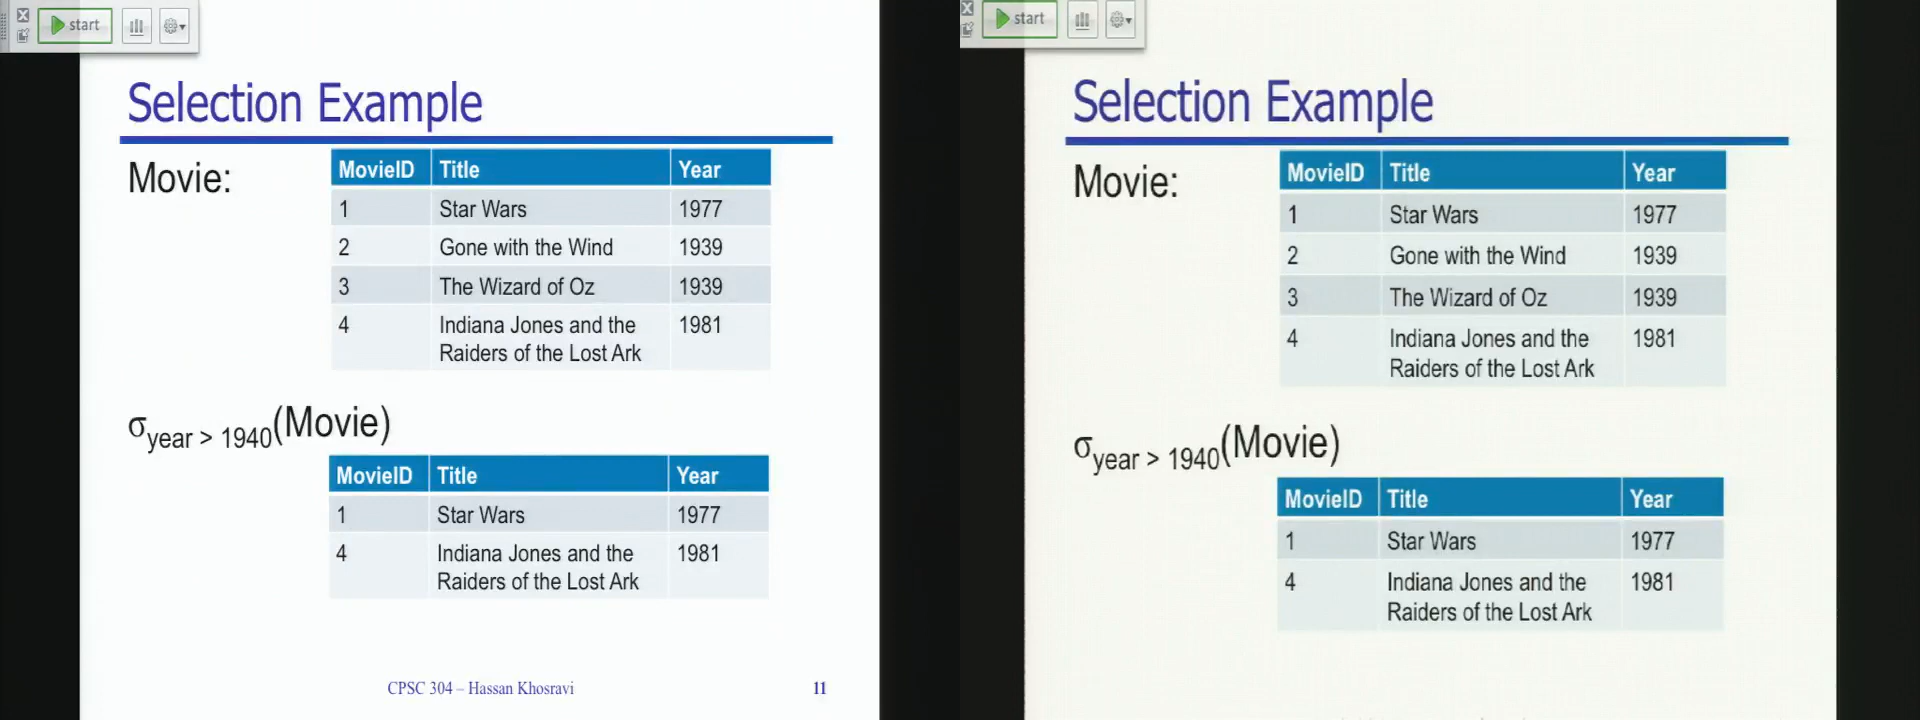 start
Selection Example
Movie:
MovieID Title Year
1 Star Wars 1977
2 Gone with the Wind 1939
3 The Wizard of Oz 1939
4 Indiana Jones and the 1981
Raiders of the Lost Ark
σyear > 1940(Movie)
MovieID Title Year
1 Star Wars 1977
4 Indiana Jones and the 1981
Raiders of the Lost Ark
CPSC 304 – Hassan Khosravi 11
start
Selection Example
Movie:
MovieID Title Year
1 Star Wars 1977
2 Gone with the Wind 1939
3 The Wizard of Oz 1939
4 Indiana Jones and the 1981
Raiders of the Lost Ark
σyear > 1940(Movie)
MovieID Title Year
1 Star Wars 1977
4 Indiana Jones and the 1981
Raiders of the Lost Ark